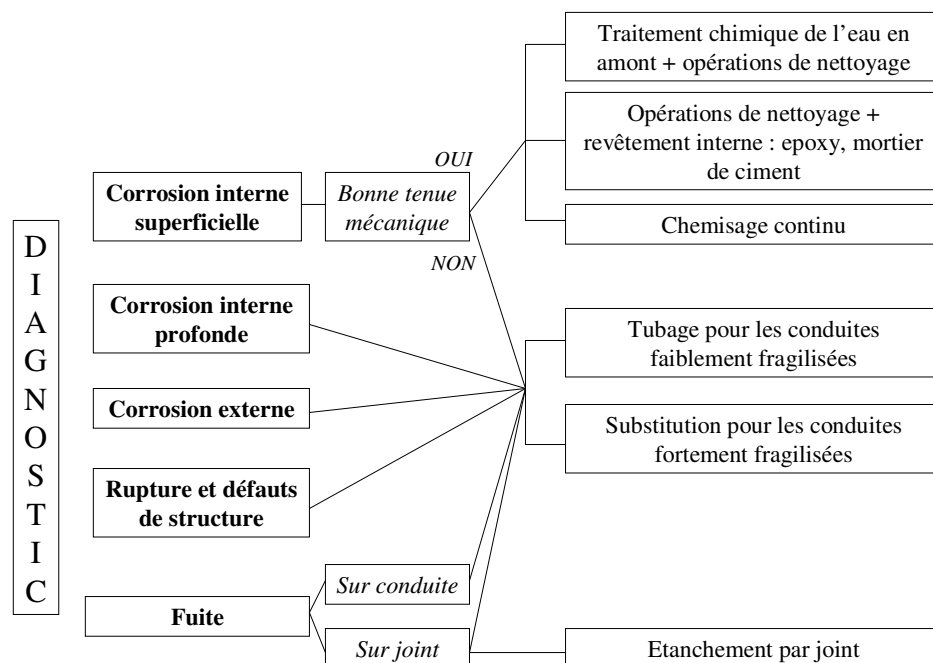 DIAGNOSTIC
Corrosion interne
superficielle
Bonne tenue
mécanique
OUI
NON
Traitement chimique de l’eau en
amont + opérations de nettoyage
Opérations de nettoyage +
revêtement interne : epoxy, mortier
de ciment
Chemisage continu
Corrosion interne
profonde
Corrosion externe
Rupture et défauts
de structure
Tubage pour les conduites
faiblement fragilisées
Substitution pour les conduites
fortement fragilisées
Fuite
Sur conduite
Sur joint
Etanchement par joint